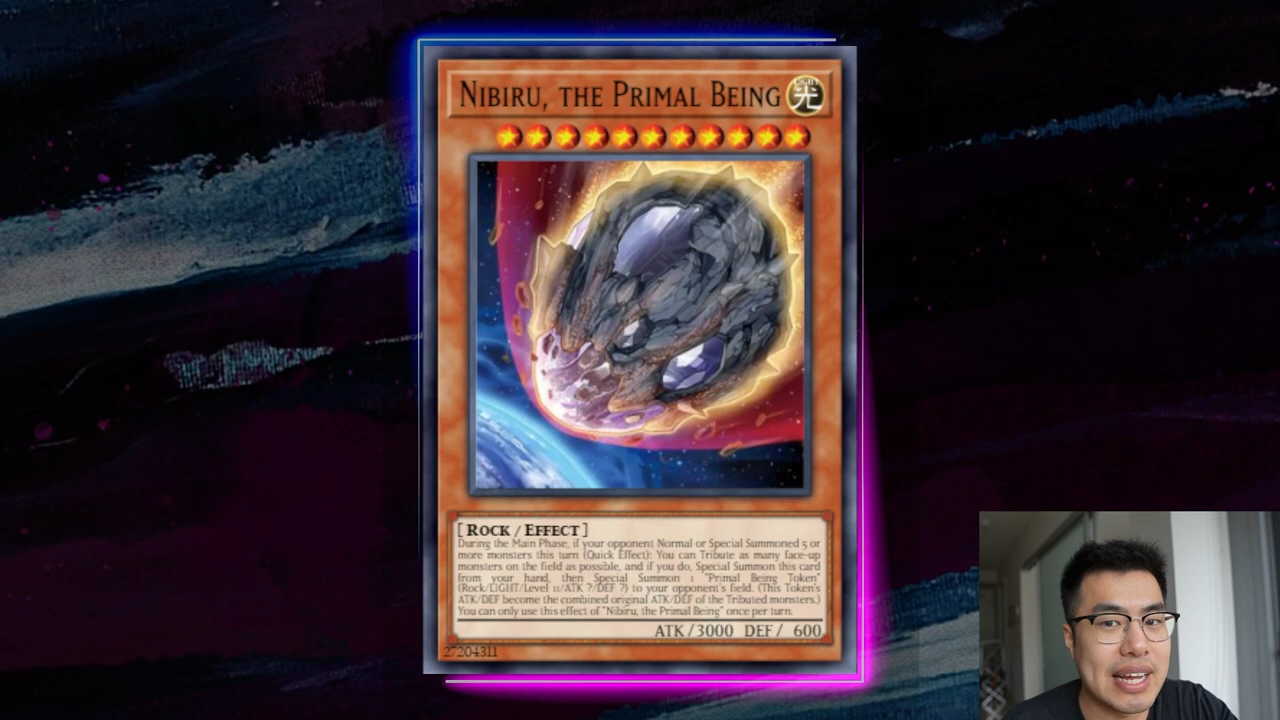 NIBIRU, THE PRIMAL BEING
LIGHT
光
[ ROCK / EFFECT ]
During the Main Phase, if your opponent Normal or Special Summoned 5 or
more monsters this turn (Quick Effect): You can Tribute as many face-up
monsters on the field as possible, and if you do, Special Summon this card
from your hand, then Special Summon 1 "Primal Being Token"
(Rock/LIGHT/Level 11/ATK ?/DEF ?) to your opponent's field. (This Token's
ATK/DEF become the combined original ATK/DEF of the Tributed monsters.)
You can only use this effect of "Nibiru, the Primal Being" once per turn.
ATK / 3000 DEF / 600
27204311